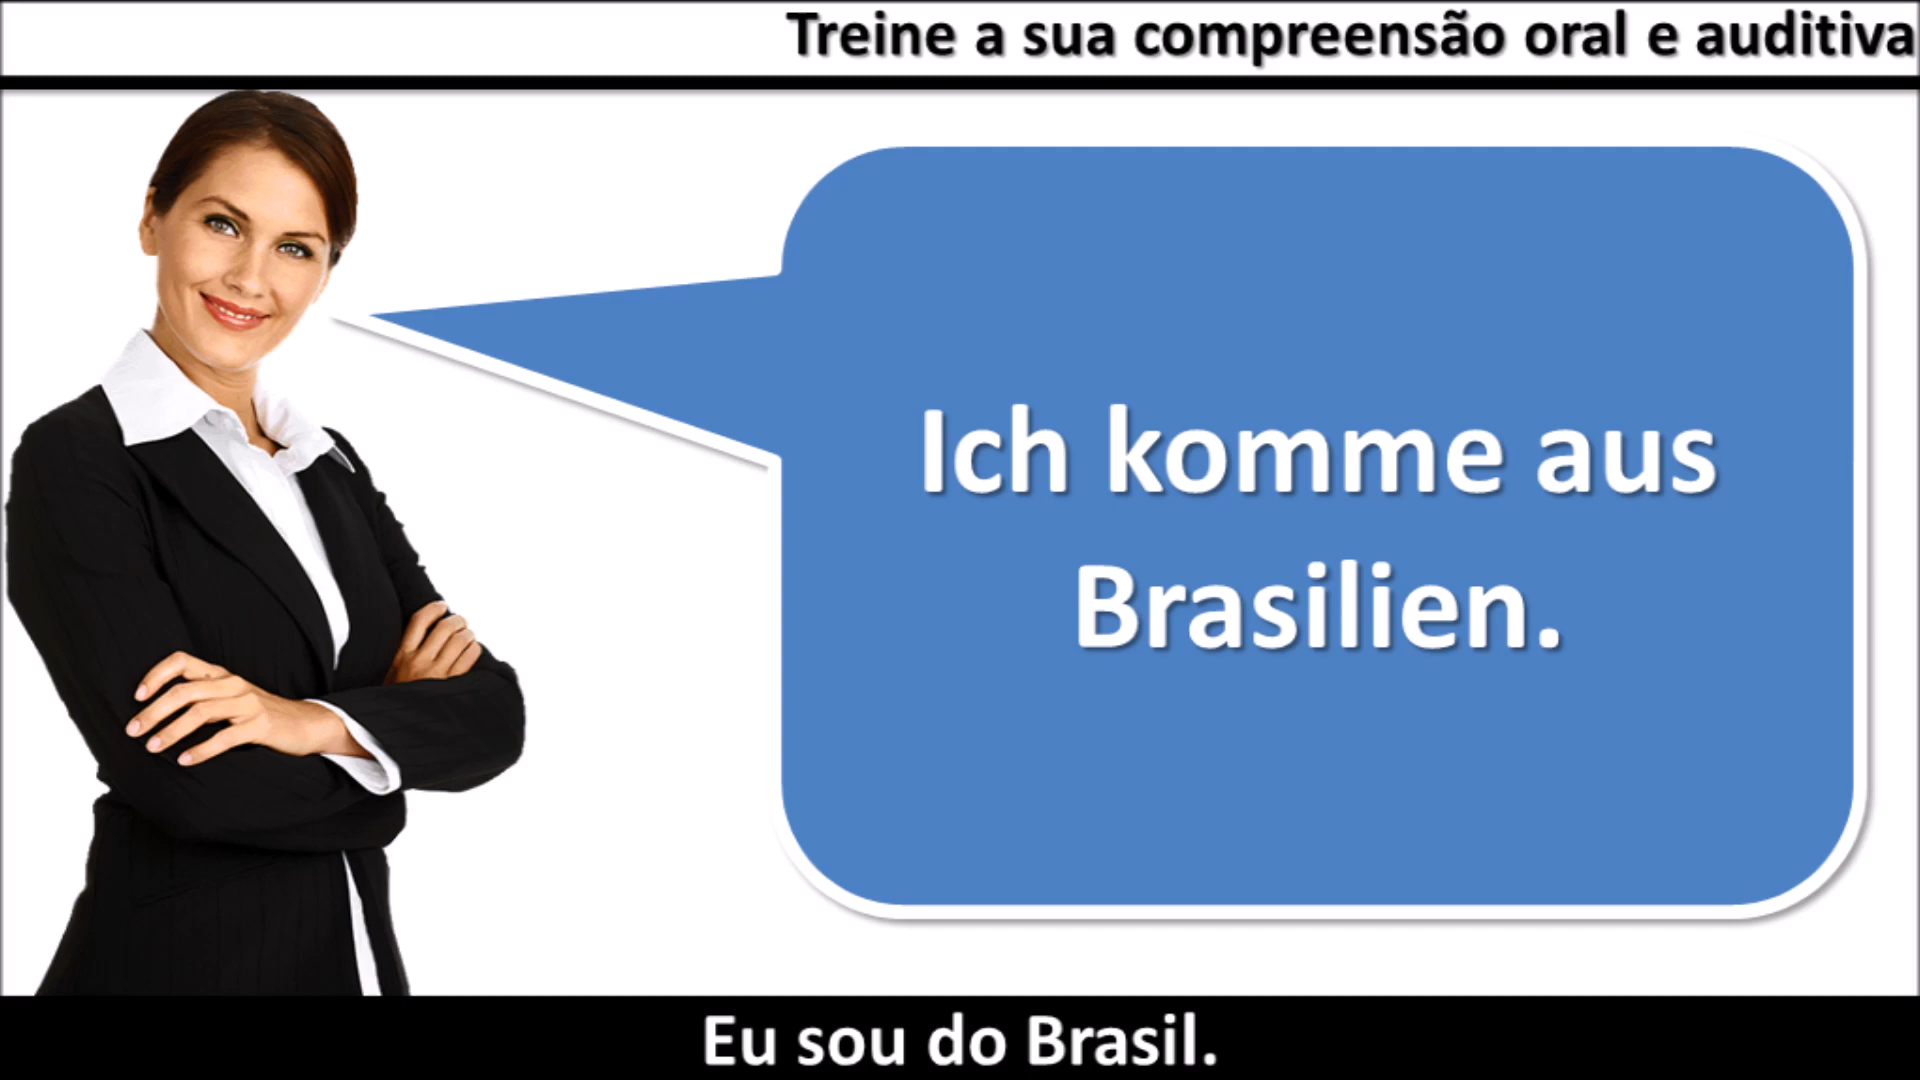 Treine a sua compreensão oral e auditiva
Ich komme aus
Brasilien.
Eu sou do Brasil.